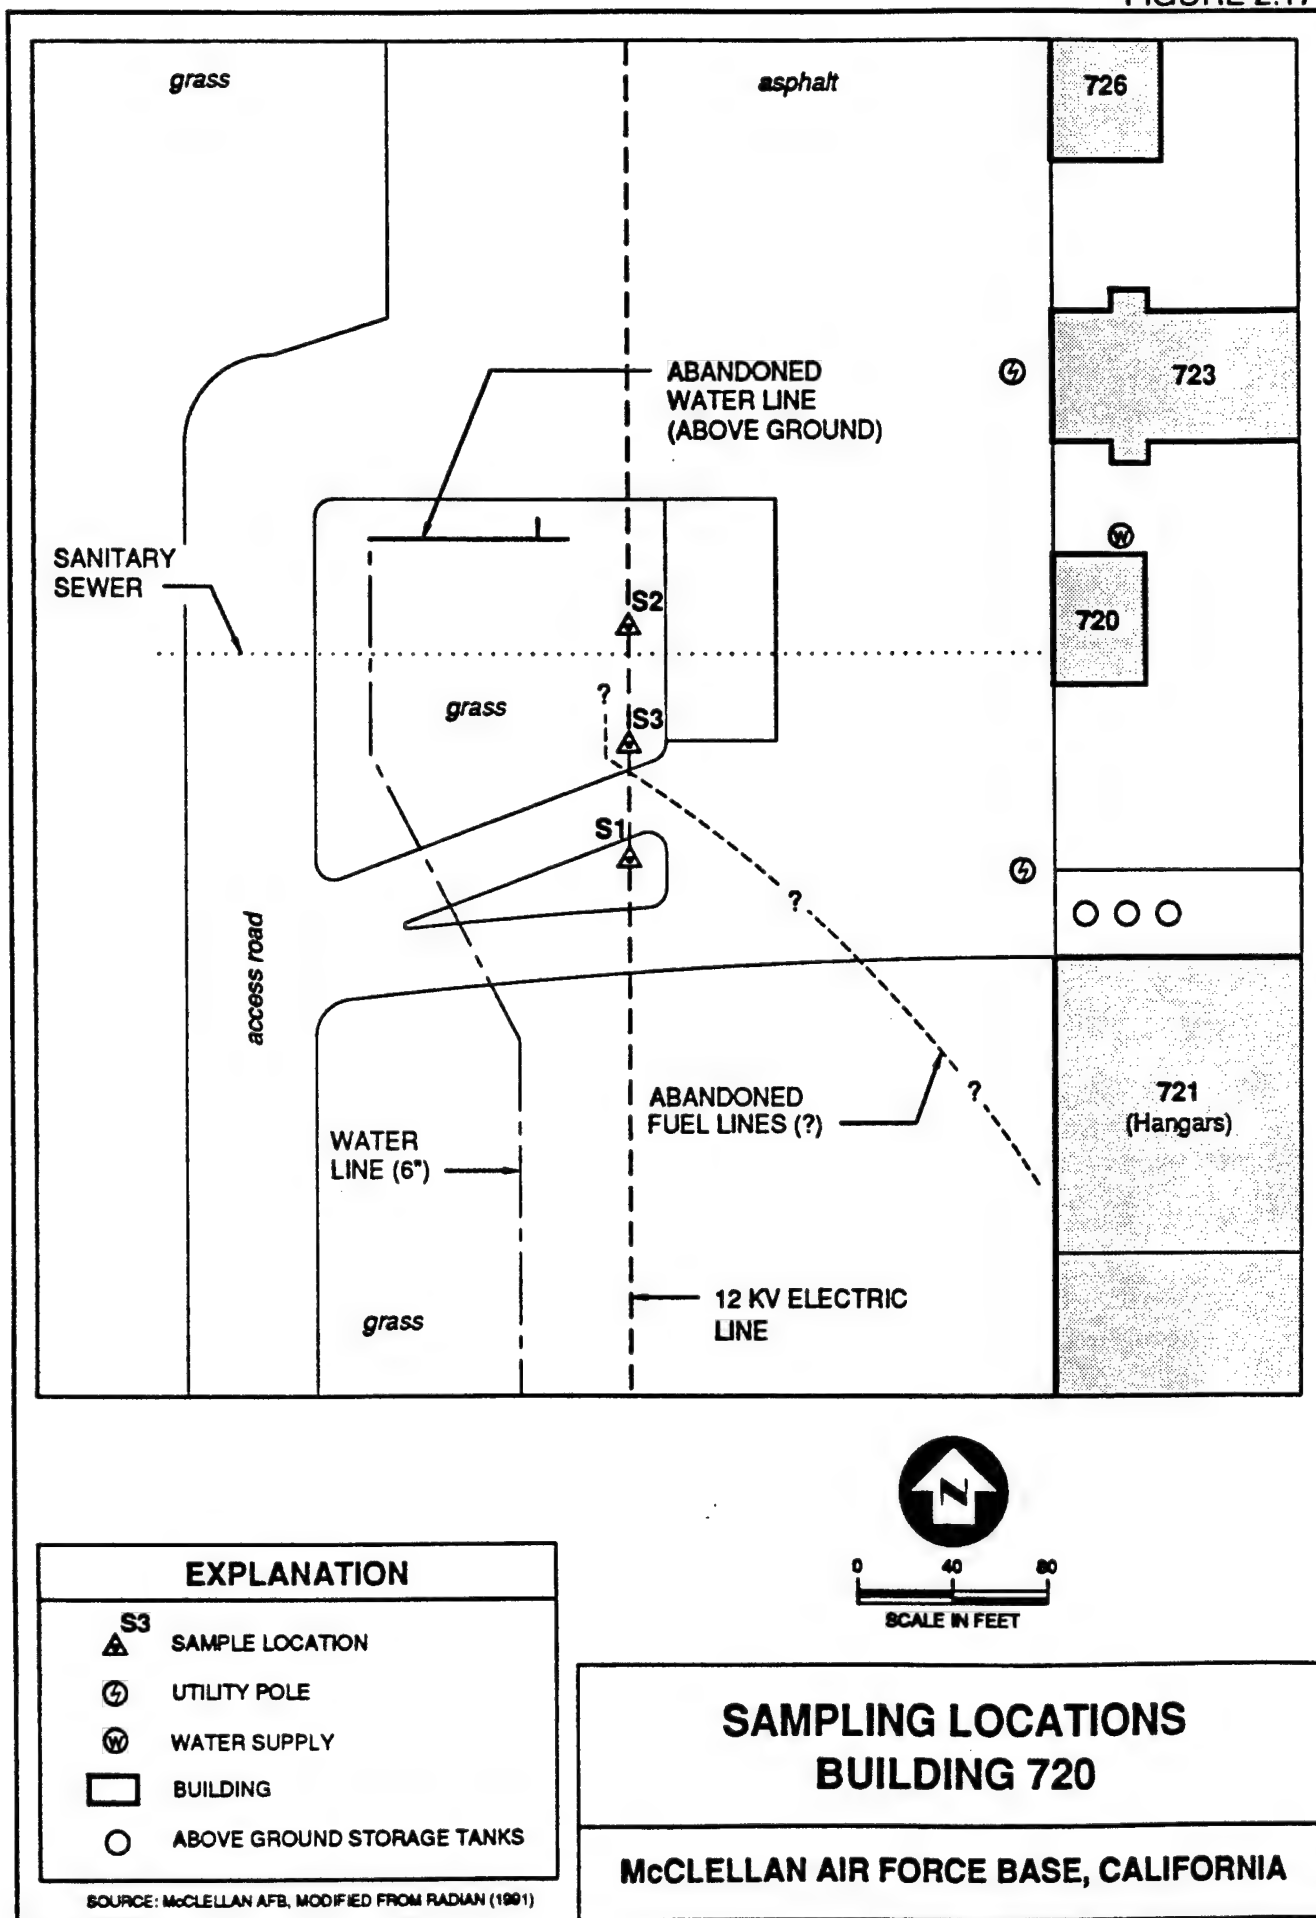 grass
asphalt
726
ABANDONED
WATER LINE
(ABOVE GROUND)
723
SANITARY
SEWER
W
S2
720
grass
?
S3
S1
?
access road
ABANDONED
FUEL LINES (?)
?
721
(Hangars)
WATER
LINE (6")
12 KV ELECTRIC
LINE
grass
N
0 40 80
SCALE IN FEET
EXPLANATION
S3
SAMPLE LOCATION
UTILITY POLE
W WATER SUPPLY
BUILDING
ABOVE GROUND STORAGE TANKS
SOURCE: McCLELLAN AFB, MODIFIED FROM RADIAN (1991)
SAMPLING LOCATIONS
BUILDING 720
McCLELLAN AIR FORCE BASE, CALIFORNIA